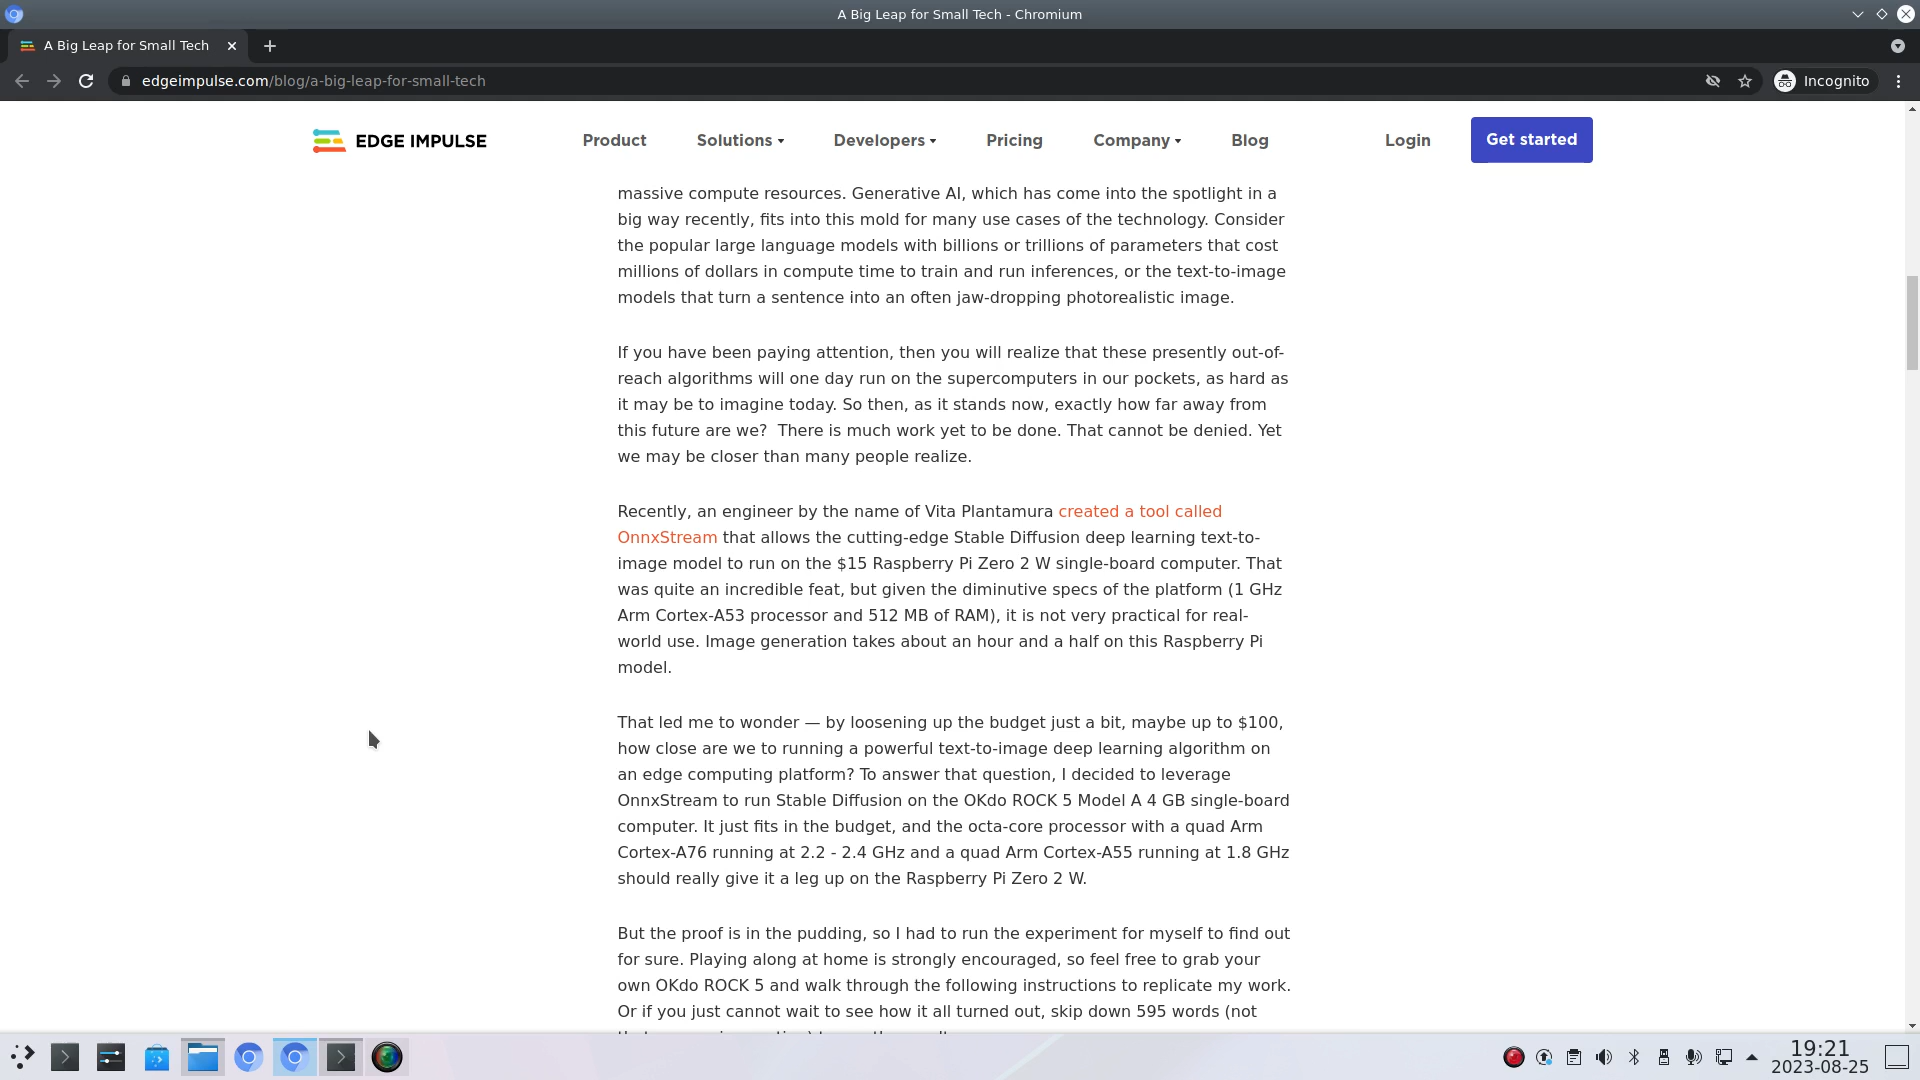 A Big Leap for Small Tech - Chromium
A Big Leap for Small Tech
edgeimpulse.com/blog/a-big-leap-for-small-tech
Incognito
EDGE IMPULSE
Product
Solutions
Developers
Pricing
Company
Blog
Login
Get started
massive compute resources. Generative AI, which has come into the spotlight in a
big way recently, fits into this mold for many use cases of the technology. Consider
the popular large language models with billions or trillions of parameters that cost
millions of dollars in compute time to train and run inferences, or the text-to-image
models that turn a sentence into an often jaw-dropping photorealistic image.
If you have been paying attention, then you will realize that these presently out-of-
reach algorithms will one day run on the supercomputers in our pockets, as hard as
it may be to imagine today. So then, as it stands now, exactly how far away from
this future are we?  There is much work yet to be done. That cannot be denied. Yet
we may be closer than many people realize.
Recently, an engineer by the name of Vita Plantamura created a tool called
OnnxStream that allows the cutting-edge Stable Diffusion deep learning text-to-
image model to run on the $15 Raspberry Pi Zero 2 W single-board computer. That
was quite an incredible feat, but given the diminutive specs of the platform (1 GHz
Arm Cortex-A53 processor and 512 MB of RAM), it is not very practical for real-
world use. Image generation takes about an hour and a half on this Raspberry Pi
model.
That led me to wonder — by loosening up the budget just a bit, maybe up to $100,
how close are we to running a powerful text-to-image deep learning algorithm on
an edge computing platform? To answer that question, I decided to leverage
OnnxStream to run Stable Diffusion on the OKdo ROCK 5 Model A 4 GB single-board
computer. It just fits in the budget, and the octa-core processor with a quad Arm
Cortex-A76 running at 2.2 - 2.4 GHz and a quad Arm Cortex-A55 running at 1.8 GHz
should really give it a leg up on the Raspberry Pi Zero 2 W.
But the proof is in the pudding, so I had to run the experiment for myself to find out
for sure. Playing along at home is strongly encouraged, so feel free to grab your
own OKdo ROCK 5 and walk through the following instructions to replicate my work.
Or if you just cannot wait to see how it all turned out, skip down 595 words (not
19:21
2023-08-25